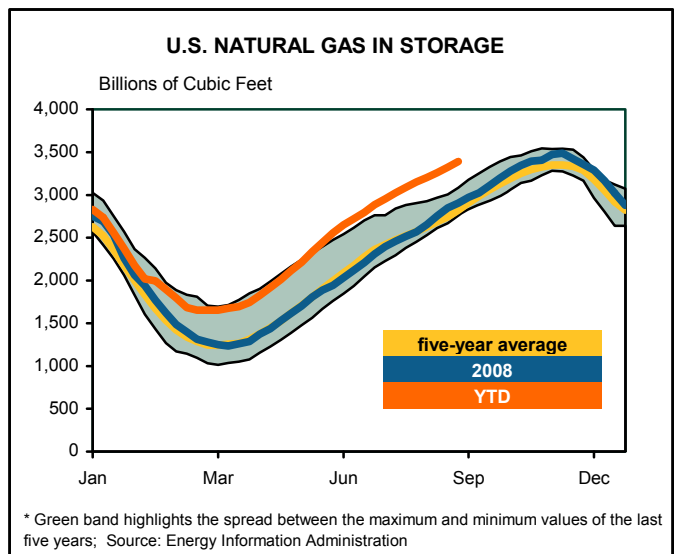 U.S. NATURAL GAS IN STORAGE
Billions of Cubic Feet
4,000
3,500
3,000
2,500
2,000
1,500
1,000
500
0
five-year average
2008
YTD
Jan Mar Jun Sep Dec
* Green band highlights the spread between the maximum and minimum values of the last
five years; Source: Energy Information Administration